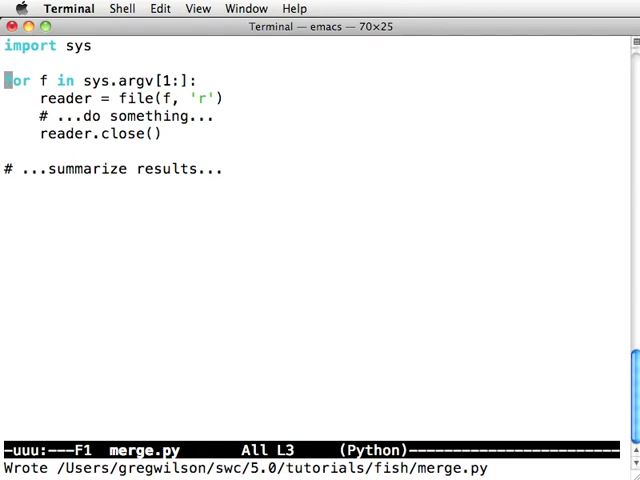 Terminal Shell Edit View Window Help
Terminal — emacs — 70×25
import sys
for f in sys.argv[1:]:
    reader = file(f, 'r')
    # ...do something...
    reader.close()
# ...summarize results...
-uuu:---F1  merge.py       All L3     (Python)------------------------
Wrote /Users/gregwilson/swc/5.0/tutorials/fish/merge.py